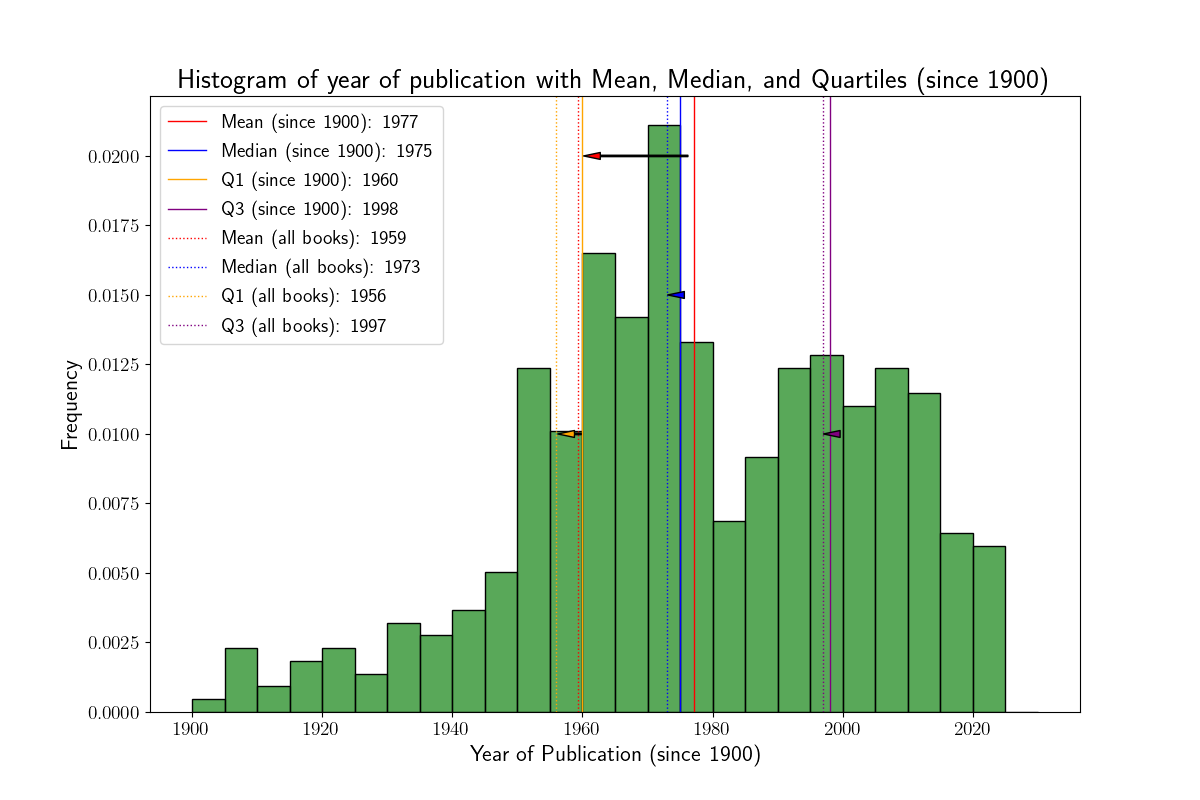 Histogram of year of publication with Mean, Median, and Quartiles (since 1900)
Mean (since 1900): 1977
Median (since 1900): 1975
Q1 (since 1900): 1960
Q3 (since 1900): 1998
Mean (all books): 1959
Median (all books): 1973
Q1 (all books): 1956
Q3 (all books): 1997
Frequency
0.0200
0.0175
0.0150
0.0125
0.0100
0.0075
0.0050
0.0025
0.0000
1900 1920 1940 1960 1980 2000 2020
Year of Publication (since 1900)